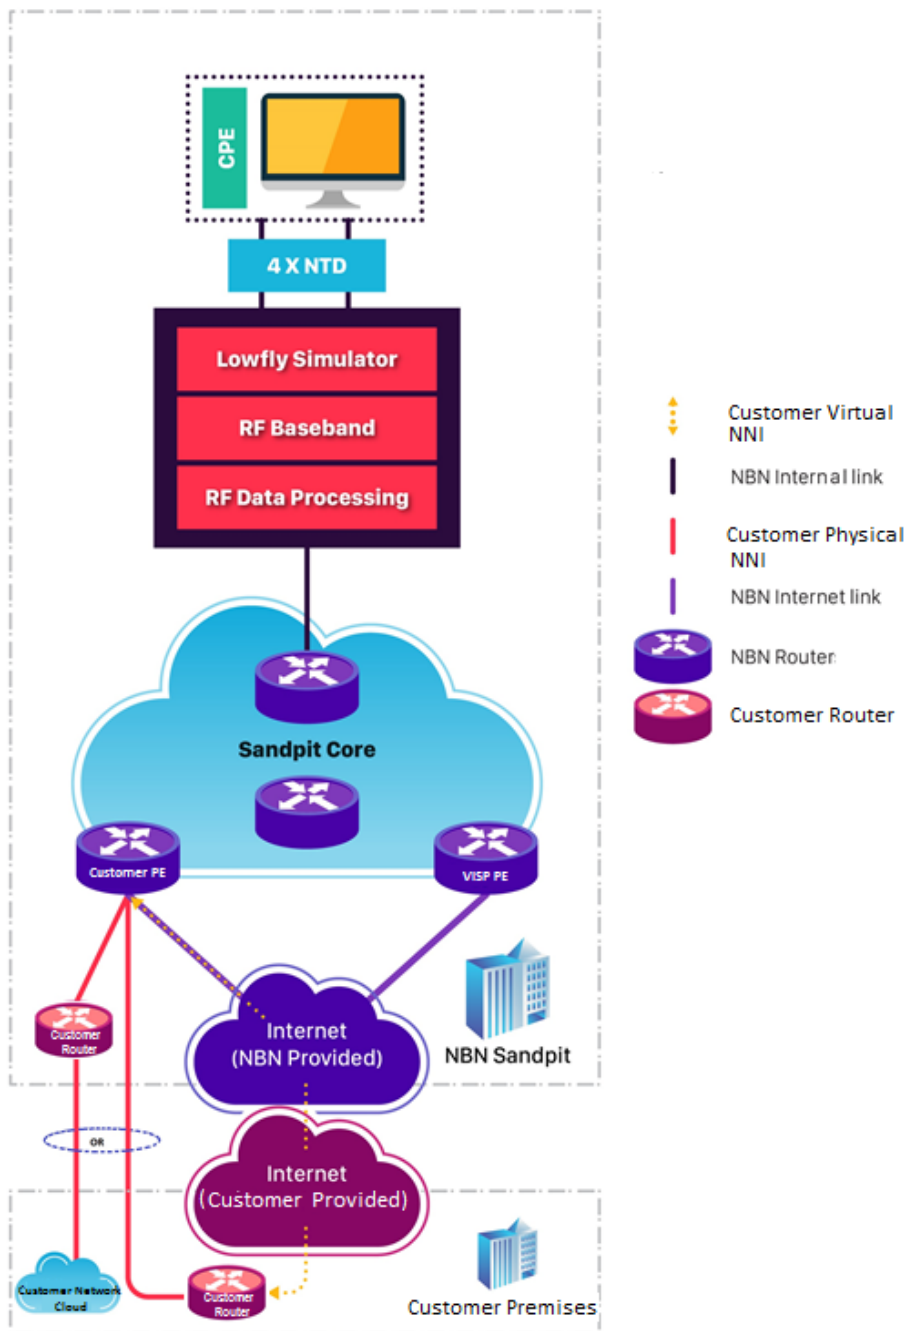 CPE
4 X NTD
Lowfly Simulator
RF Baseband
RF Data Processing
Sandpit Core
Customer PE
VISP PE
Customer
Router
Internet
(NBN Provided)
NBN Sandpit
OR
Internet
(Customer Provided)
Customer Network
Cloud
Customer
Router
Customer Premises
Customer Virtual
NNI
NBN Internal link
Customer Physical
NNI
NBN Internet link
NBN Router
Customer Router